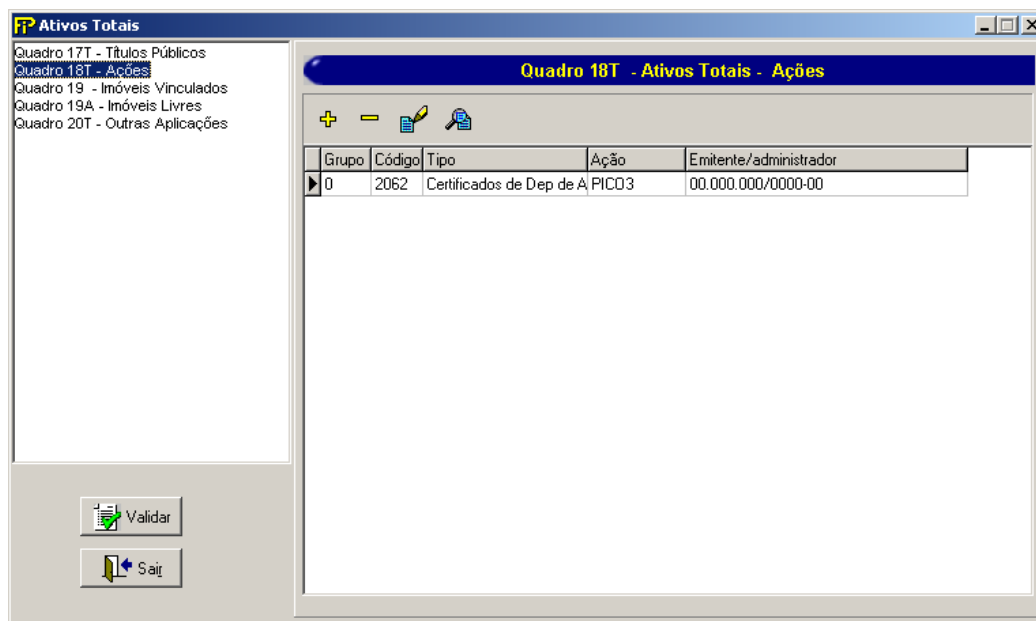 FiP Ativos Totais
Quadro 17T - Títulos Públicos
Quadro 18T - Ações
Quadro 19 - Imóveis Vinculados
Quadro 19A - Imóveis Livres
Quadro 20T - Outras Aplicações
Quadro 18T - Ativos Totais - Ações
Grupo Código Tipo Ação Emitente/administrador
0 2062 Certificados de Dep de A PICO3 00.000.000/0000-00
Validar
Sair